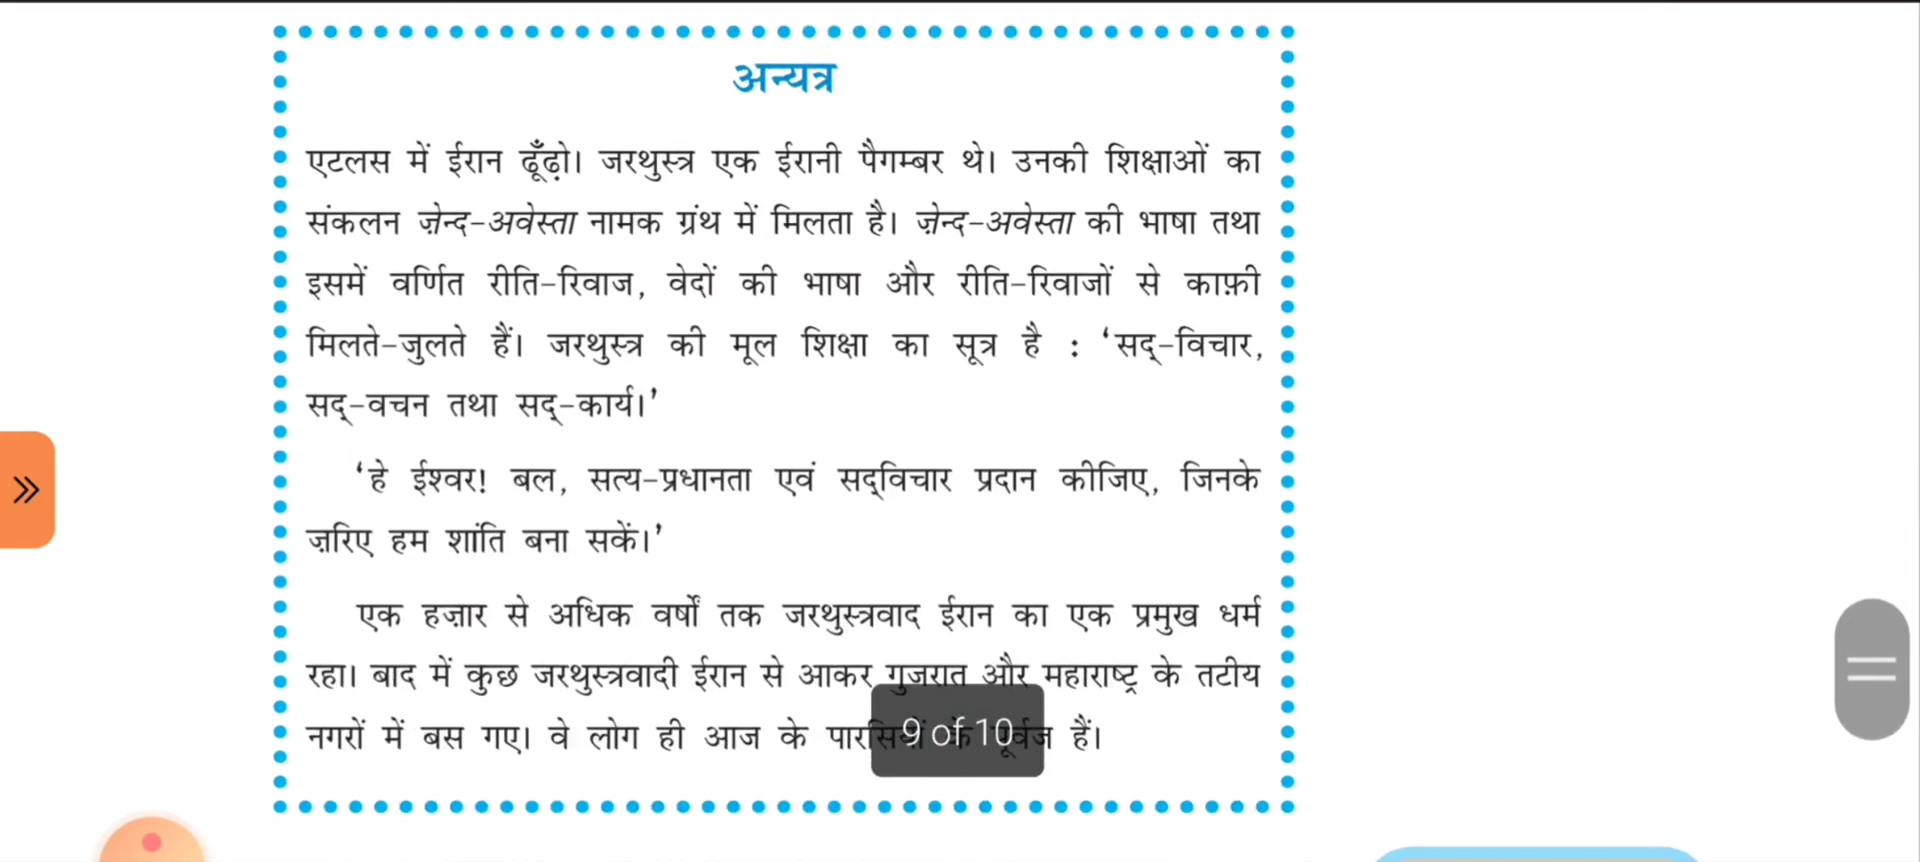 अन्यत्र
एटलस में ईरान ढूँढ़ो। जरथुस्त्र एक ईरानी पैगम्बर थे। उनकी शिक्षाओं का
संकलन ज़ेन्द-अवेस्ता नामक ग्रंथ में मिलता है। ज़ेन्द-अवेस्ता की भाषा तथा
इसमें वर्णित रीति-रिवाज, वेदों की भाषा और रीति-रिवाजों से काफ़ी
मिलते-जुलते हैं। जरथुस्त्र की मूल शिक्षा का सूत्र है : ‘सद्-विचार,
सद्-वचन तथा सद्-कार्य।’
‘हे ईश्वर! बल, सत्य-प्रधानता एवं सद्‌विचार प्रदान कीजिए, जिनके
ज़रिए हम शांति बना सकें।’
एक हज़ार से अधिक वर्षों तक जरथुस्त्रवाद ईरान का एक प्रमुख धर्म
रहा। बाद में कुछ जरथुस्त्रवादी ईरान से आकर गुजरात और महाराष्ट्र के तटीय
नगरों में बस गए। वे लोग ही आज के पारसियों के पूर्वज हैं।
9 of 10